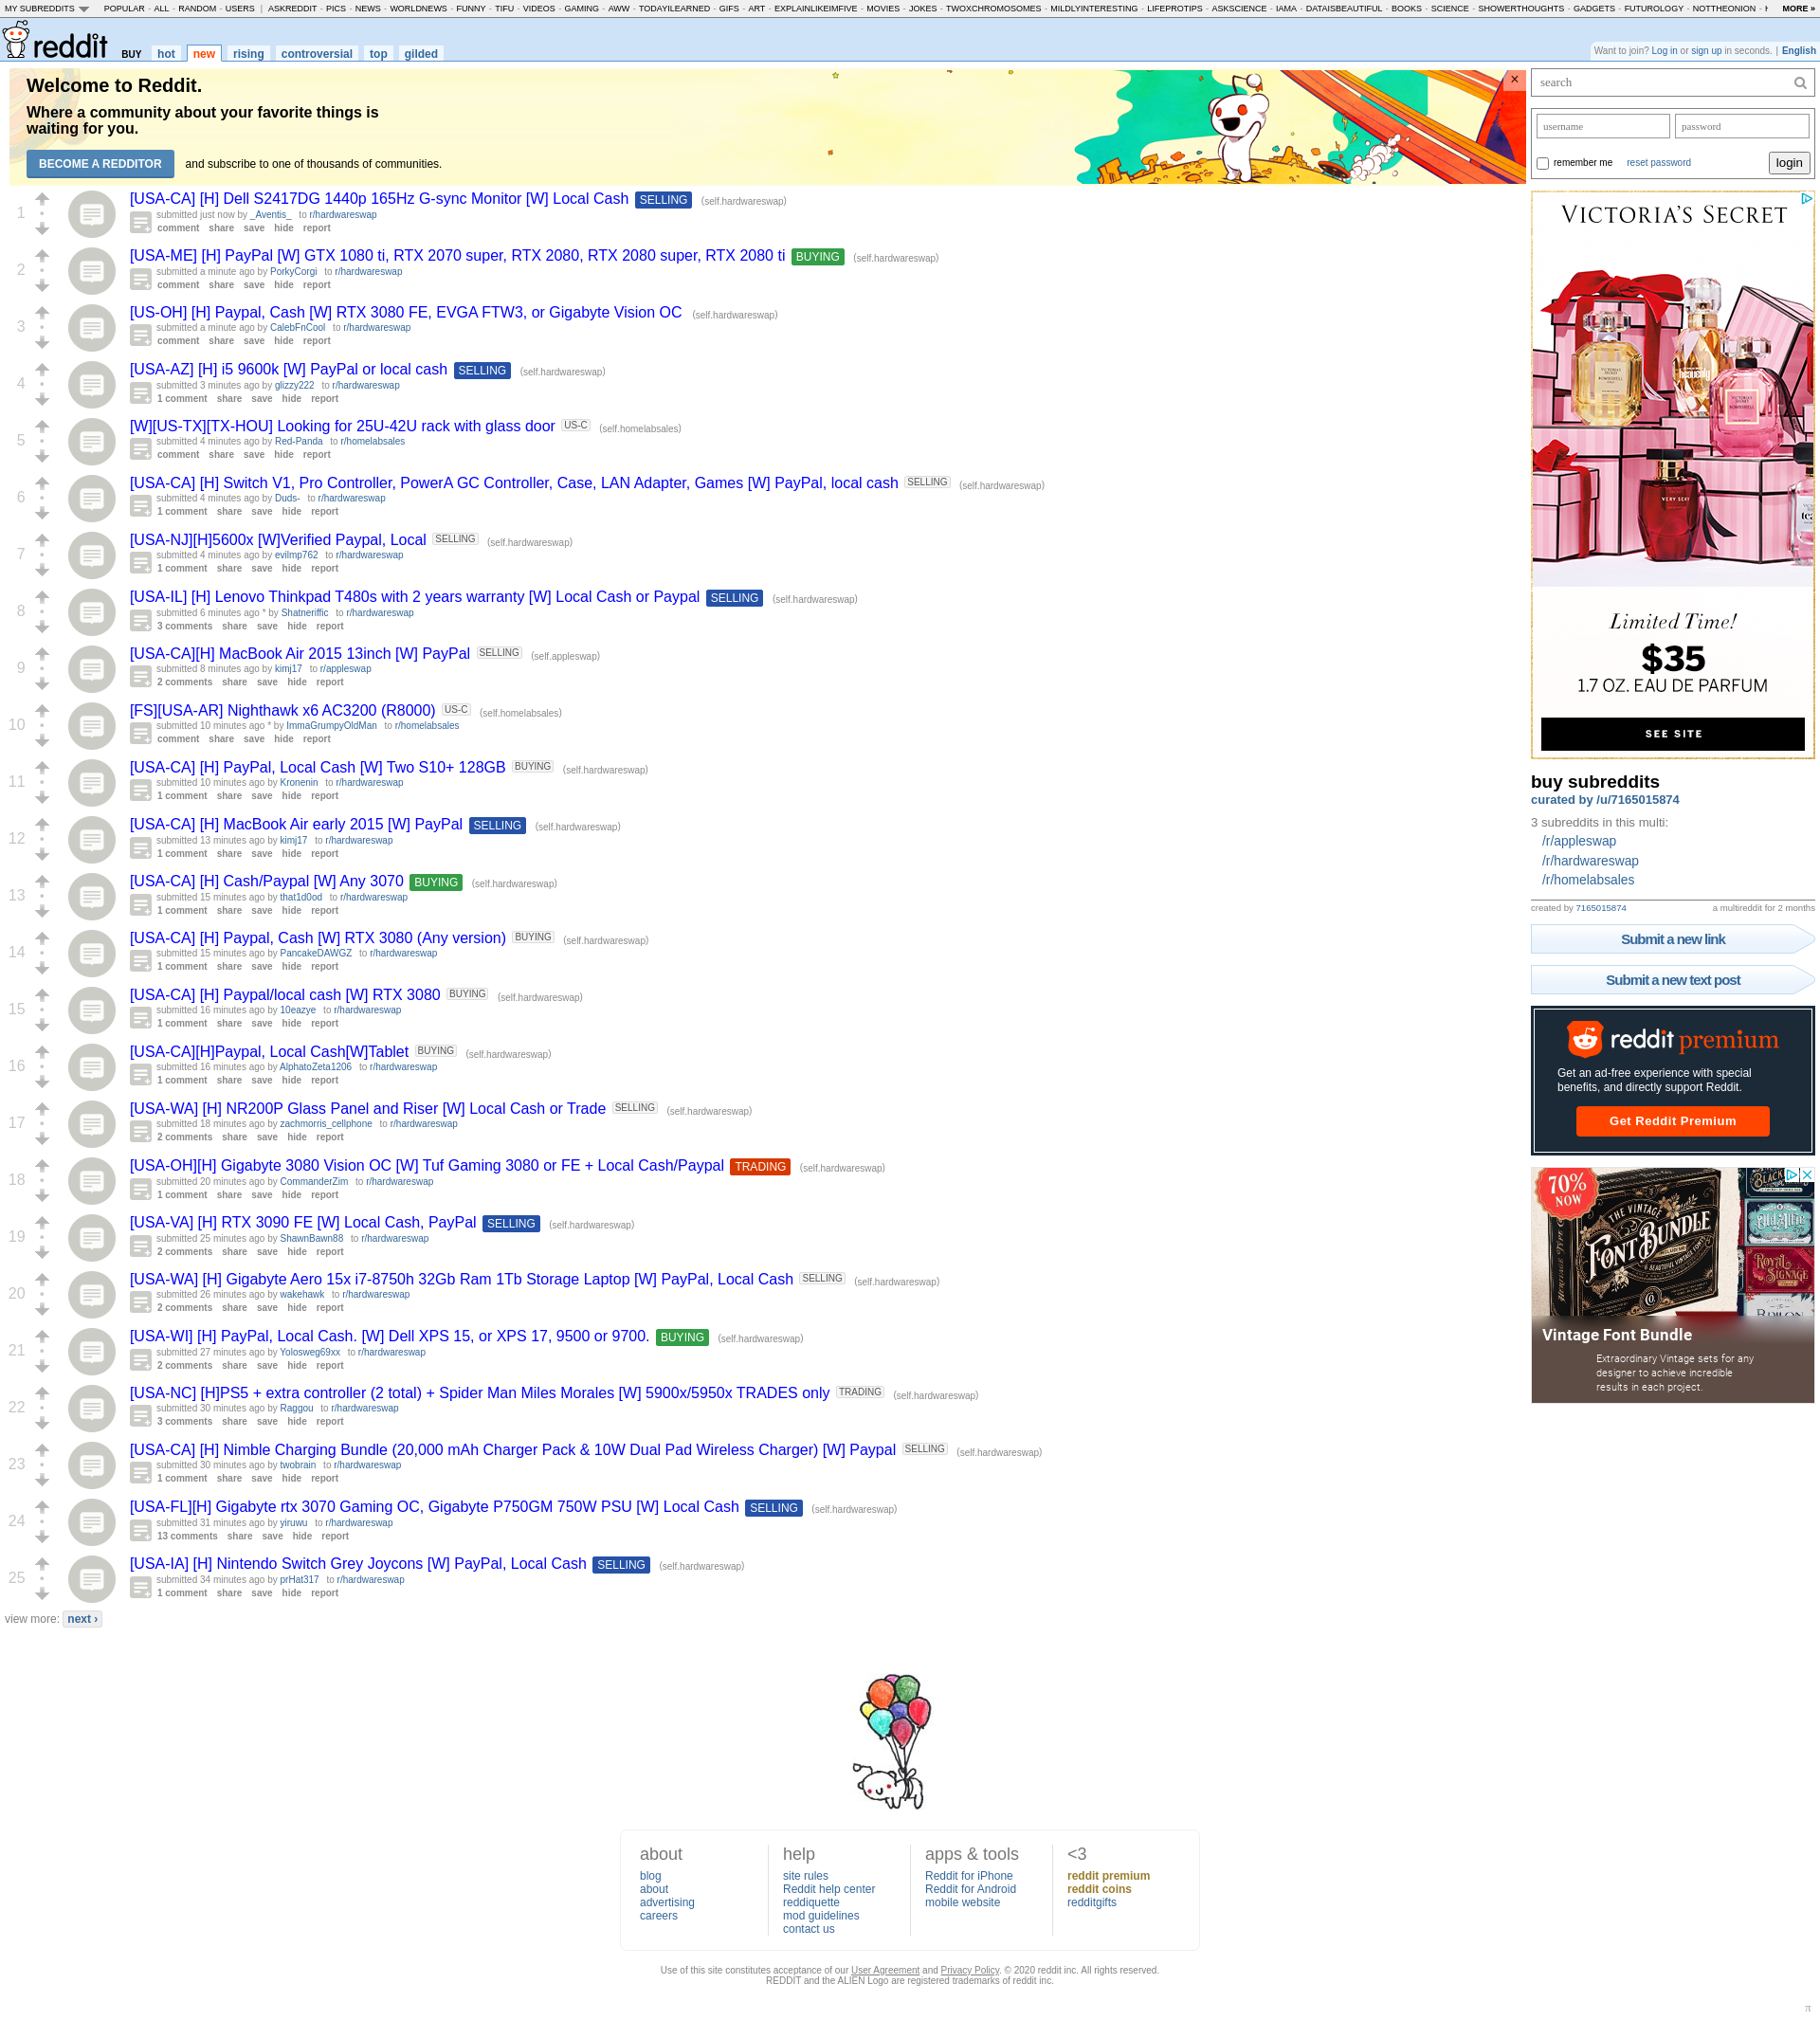 MY SUBREDDITS POPULAR - ALL - RANDOM - USERS | ASKREDDIT - PICS - NEWS - WORLDNEWS - FUNNY - TIFU - VIDEOS - GAMING - AWW - TODAYILEARNED - GIFS - ART - EXPLAINLIKEIMFIVE - MOVIES - JOKES - TWOXCHROMOSOMES - MILDLYINTERESTING - LIFEPROTIPS - ASKSCIENCE - IAMA - DATAISBEAUTIFUL - BOOKS - SCIENCE - SHOWERTHOUGHTS - GADGETS - FUTUROLOGY - NOTTHEONION - MORE »
reddit BUY hot new rising controversial top gilded
Want to join? Log in or sign up in seconds. | English
Welcome to Reddit.
Where a community about your favorite things is
waiting for you.
BECOME A REDDITOR and subscribe to one of thousands of communities.
×
1
[USA-CA] [H] Dell S2417DG 1440p 165Hz G-sync Monitor [W] Local Cash SELLING (self.hardwareswap)
submitted just now by _Aventis_ to r/hardwareswap
comment share save hide report
2
[USA-ME] [H] PayPal [W] GTX 1080 ti, RTX 2070 super, RTX 2080, RTX 2080 super, RTX 2080 ti BUYING (self.hardwareswap)
submitted a minute ago by PorkyCorgi to r/hardwareswap
comment share save hide report
3
[US-OH] [H] Paypal, Cash [W] RTX 3080 FE, EVGA FTW3, or Gigabyte Vision OC (self.hardwareswap)
submitted a minute ago by CalebFnCool to r/hardwareswap
comment share save hide report
4
[USA-AZ] [H] i5 9600k [W] PayPal or local cash SELLING (self.hardwareswap)
submitted 3 minutes ago by glizzy222 to r/hardwareswap
1 comment share save hide report
5
[W][US-TX][TX-HOU] Looking for 25U-42U rack with glass door US-C (self.homelabsales)
submitted 4 minutes ago by Red-Panda to r/homelabsales
comment share save hide report
6
[USA-CA] [H] Switch V1, Pro Controller, PowerA GC Controller, Case, LAN Adapter, Games [W] PayPal, local cash SELLING (self.hardwareswap)
submitted 4 minutes ago by Duds- to r/hardwareswap
1 comment share save hide report
7
[USA-NJ][H]5600x [W]Verified Paypal, Local SELLING (self.hardwareswap)
submitted 4 minutes ago by evilmp762 to r/hardwareswap
1 comment share save hide report
8
[USA-IL] [H] Lenovo Thinkpad T480s with 2 years warranty [W] Local Cash or Paypal SELLING (self.hardwareswap)
submitted 6 minutes ago * by Shatneriffic to r/hardwareswap
3 comments share save hide report
9
[USA-CA][H] MacBook Air 2015 13inch [W] PayPal SELLING (self.appleswap)
submitted 8 minutes ago by kimj17 to r/appleswap
2 comments share save hide report
10
[FS][USA-AR] Nighthawk x6 AC3200 (R8000) US-C (self.homelabsales)
submitted 10 minutes ago * by ImmaGrumpyOldMan to r/homelabsales
comment share save hide report
11
[USA-CA] [H] PayPal, Local Cash [W] Two S10+ 128GB BUYING (self.hardwareswap)
submitted 10 minutes ago by Kronenin to r/hardwareswap
1 comment share save hide report
12
[USA-CA] [H] MacBook Air early 2015 [W] PayPal SELLING (self.hardwareswap)
submitted 13 minutes ago by kimj17 to r/hardwareswap
1 comment share save hide report
13
[USA-CA] [H] Cash/Paypal [W] Any 3070 BUYING (self.hardwareswap)
submitted 15 minutes ago by that1d0od to r/hardwareswap
1 comment share save hide report
14
[USA-CA] [H] Paypal, Cash [W] RTX 3080 (Any version) BUYING (self.hardwareswap)
submitted 15 minutes ago by PancakeDAWGZ to r/hardwareswap
1 comment share save hide report
15
[USA-CA] [H] Paypal/local cash [W] RTX 3080 BUYING (self.hardwareswap)
submitted 16 minutes ago by 10eazye to r/hardwareswap
1 comment share save hide report
16
[USA-CA][H]Paypal, Local Cash[W]Tablet BUYING (self.hardwareswap)
submitted 16 minutes ago by AlphatoZeta1206 to r/hardwareswap
1 comment share save hide report
17
[USA-WA] [H] NR200P Glass Panel and Riser [W] Local Cash or Trade SELLING (self.hardwareswap)
submitted 18 minutes ago by zachmorris_cellphone to r/hardwareswap
2 comments share save hide report
18
[USA-OH][H] Gigabyte 3080 Vision OC [W] Tuf Gaming 3080 or FE + Local Cash/Paypal TRADING (self.hardwareswap)
submitted 20 minutes ago by CommanderZim to r/hardwareswap
1 comment share save hide report
19
[USA-VA] [H] RTX 3090 FE [W] Local Cash, PayPal SELLING (self.hardwareswap)
submitted 25 minutes ago by ShawnBawn88 to r/hardwareswap
2 comments share save hide report
20
[USA-WA] [H] Gigabyte Aero 15x i7-8750h 32Gb Ram 1Tb Storage Laptop [W] PayPal, Local Cash SELLING (self.hardwareswap)
submitted 26 minutes ago by wakehawk to r/hardwareswap
2 comments share save hide report
21
[USA-WI] [H] PayPal, Local Cash. [W] Dell XPS 15, or XPS 17, 9500 or 9700. BUYING (self.hardwareswap)
submitted 27 minutes ago by Yolosweg69xx to r/hardwareswap
2 comments share save hide report
22
[USA-NC] [H]PS5 + extra controller (2 total) + Spider Man Miles Morales [W] 5900x/5950x TRADES only TRADING (self.hardwareswap)
submitted 30 minutes ago by Raggou to r/hardwareswap
3 comments share save hide report
23
[USA-CA] [H] Nimble Charging Bundle (20,000 mAh Charger Pack & 10W Dual Pad Wireless Charger) [W] Paypal SELLING (self.hardwareswap)
submitted 30 minutes ago by twobrain to r/hardwareswap
1 comment share save hide report
24
[USA-FL][H] Gigabyte rtx 3070 Gaming OC, Gigabyte P750GM 750W PSU [W] Local Cash SELLING (self.hardwareswap)
submitted 31 minutes ago by yiruwu to r/hardwareswap
13 comments share save hide report
25
[USA-IA] [H] Nintendo Switch Grey Joycons [W] PayPal, Local Cash SELLING (self.hardwareswap)
submitted 34 minutes ago by prHat317 to r/hardwareswap
1 comment share save hide report
view more: next ›
search
username password
remember me reset password login
VICTORIA'S SECRET
VICTORIA'S SECRET
BOMBSHELL
heavenly
VICTORIA'S SECRET
BOMBSHELL
VERY SEXY
tea
Limited Time!
$35
1.7 OZ. EAU DE PARFUM
SEE SITE
buy subreddits
curated by /u/7165015874
3 subreddits in this multi:
/r/appleswap
/r/hardwareswap
/r/homelabsales
created by 7165015874 a multireddit for 2 months
Submit a new link
Submit a new text post
reddit premium
Get an ad-free experience with special
benefits, and directly support Reddit.
Get Reddit Premium
70%
NOW
THE VINTAGE
FONT BUNDLE
Old Alfie
ROYAL SIGNAGE
Vintage Font Bundle
Extraordinary Vintage sets for any
designer to achieve incredible
results in each project.
about
blog
about
advertising
careers
help
site rules
Reddit help center
reddiquette
mod guidelines
contact us
apps & tools
Reddit for iPhone
Reddit for Android
mobile website
<3
reddit premium
reddit coins
redditgifts
Use of this site constitutes acceptance of our User Agreement and Privacy Policy. © 2020 reddit inc. All rights reserved.
REDDIT and the ALIEN Logo are registered trademarks of reddit inc.
π